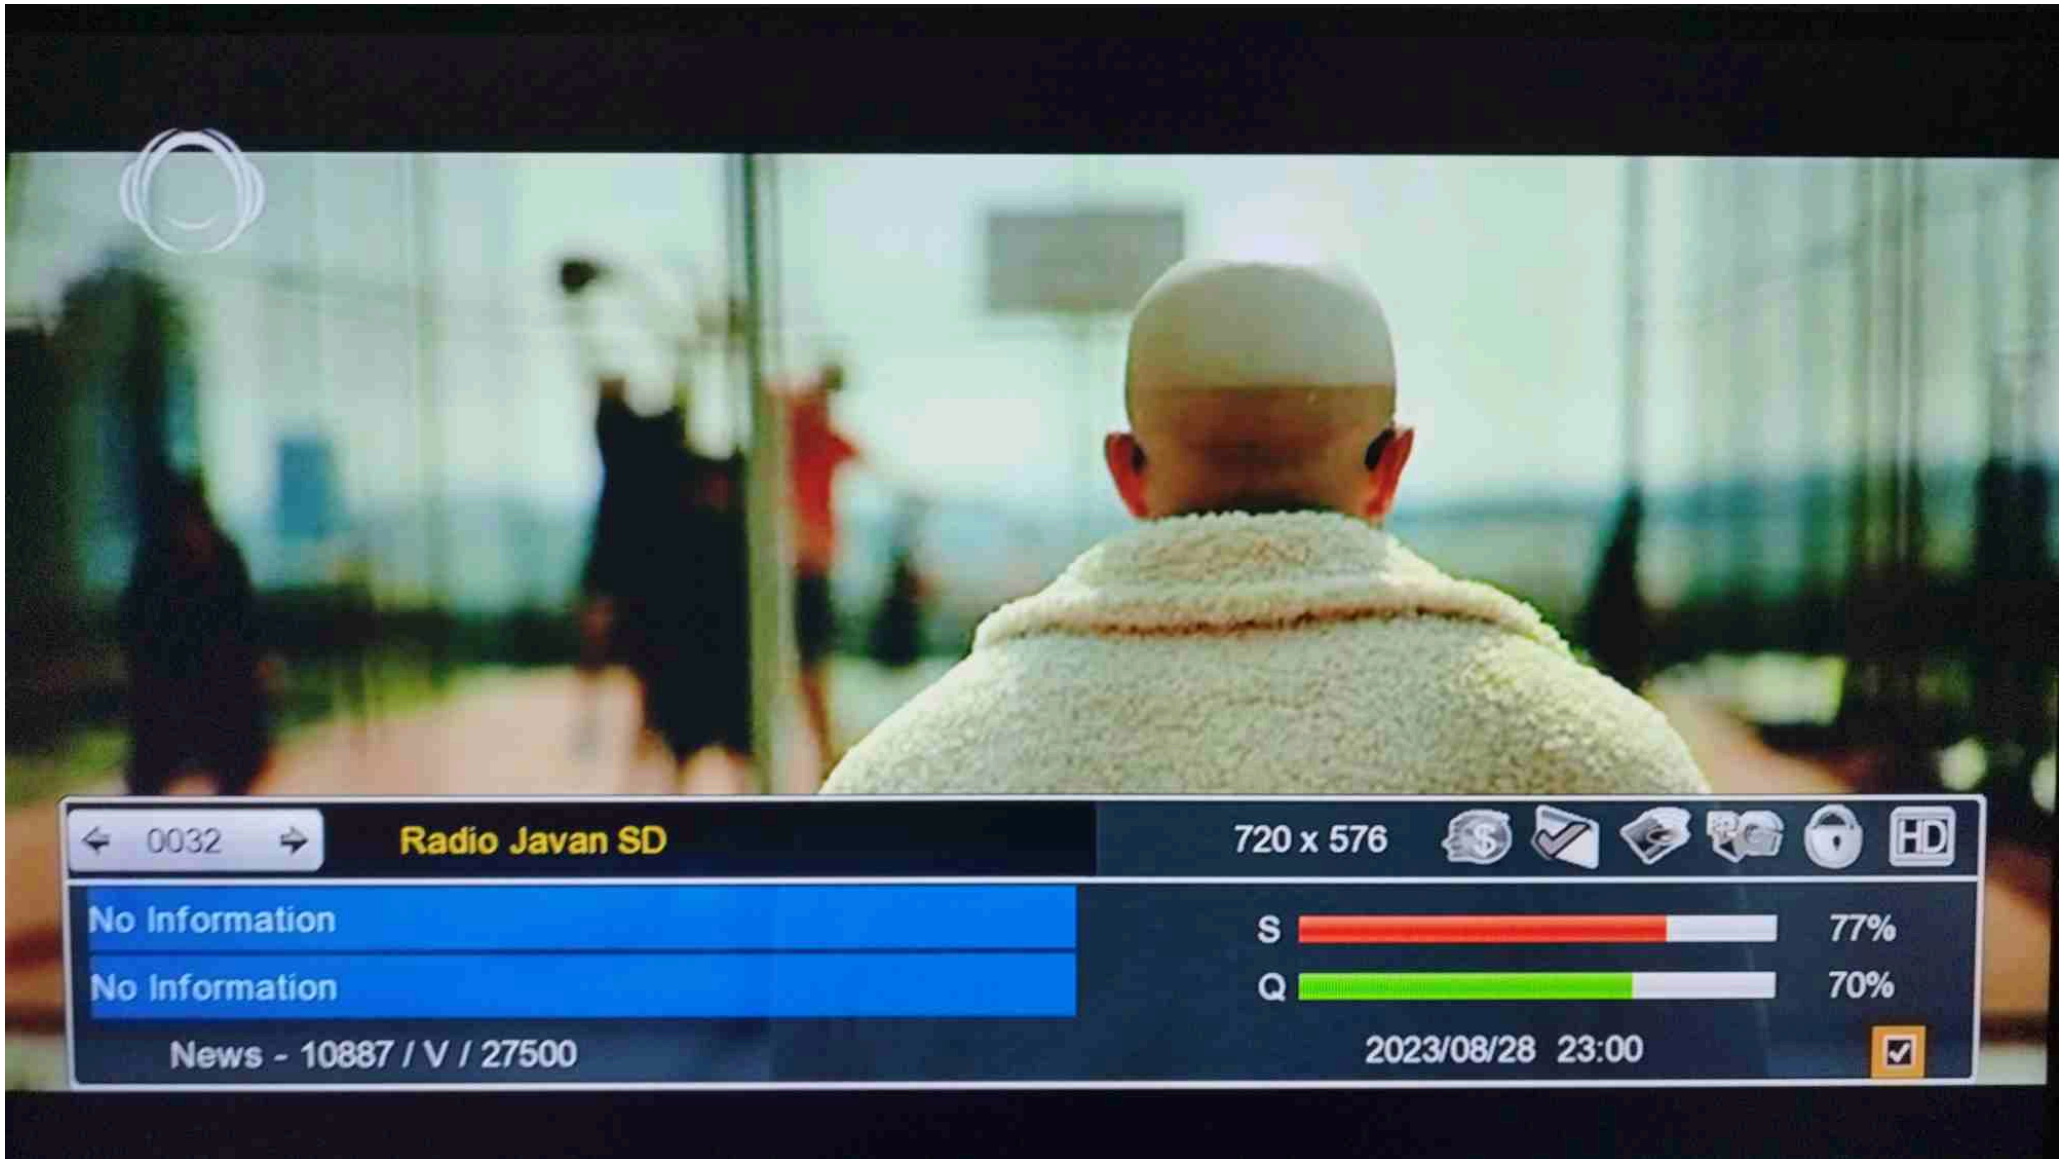 0032
Radio Javan SD
720 x 576
HD
No Information
S 77%
No Information
Q 70%
News - 10887 / V / 27500
2023/08/28 23:00